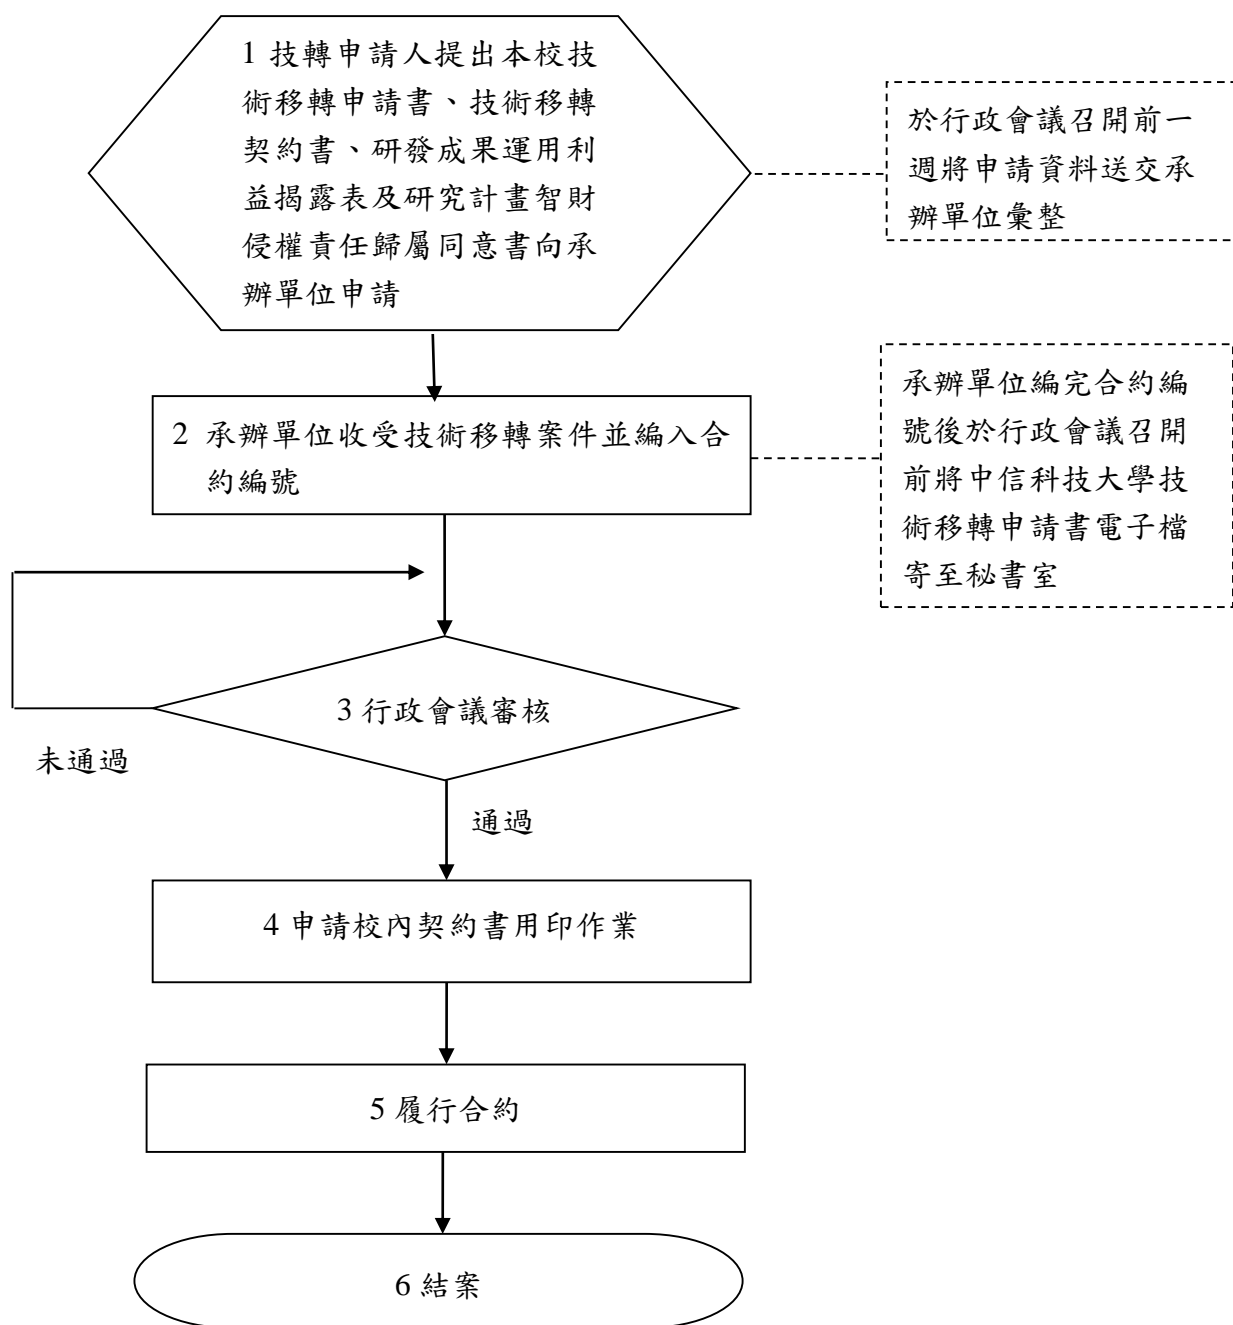 1 技轉申請人提出本校技
術移轉申請書、技術移轉
契約書、研發成果運用利
益揭露表及研究計畫智財
侵權責任歸屬同意書向承
辦單位申請
於行政會議召開前一
週將申請資料送交承
辦單位彙整
2 承辦單位收受技術移轉案件並編入合
約編號
承辦單位編完合約編
號後於行政會議召開
前將中信科技大學技
術移轉申請書電子檔
寄至秘書室
3 行政會議審核
未通過
通過
4 申請校內契約書用印作業
5 履行合約
6 結案